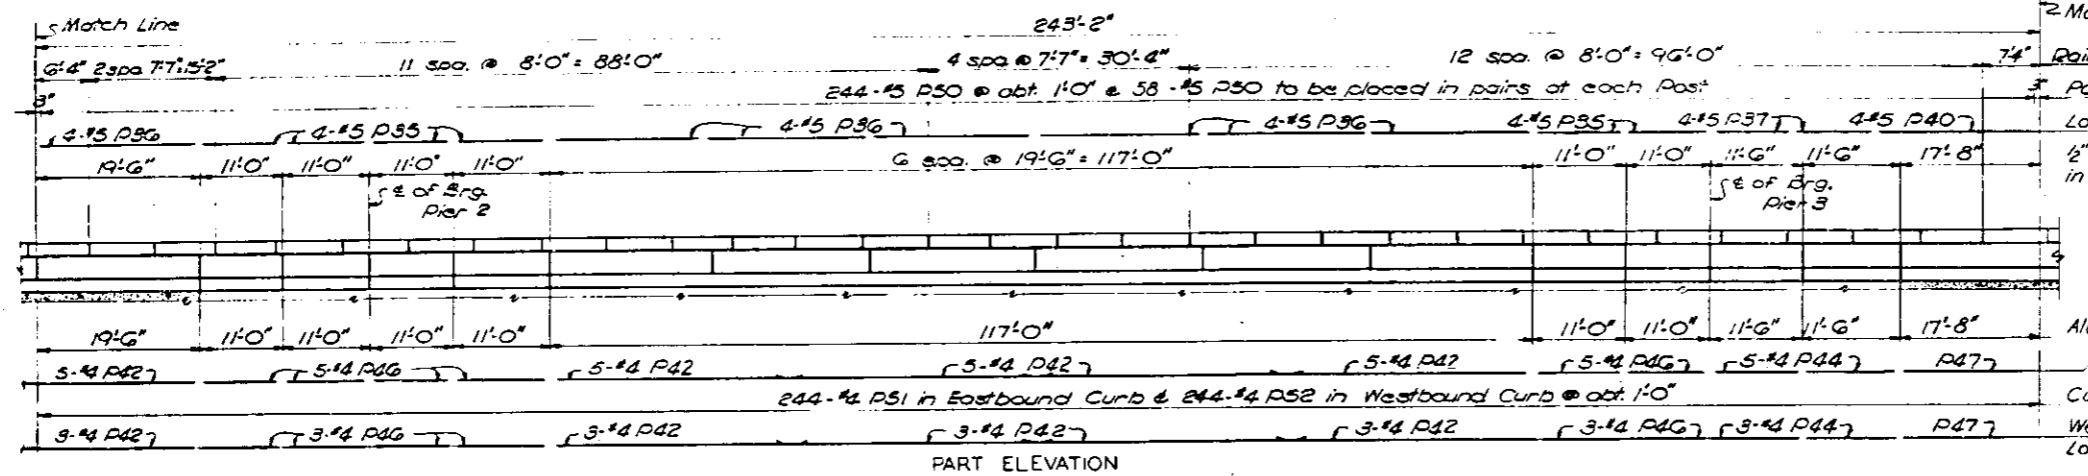 Match Line 243'-2"
6'-4" 2 spa 7'-7"=15'-2" 11 spa. @ 8'-0" = 88'-0" 4 spa @ 7'-7" = 30'-4" 12 spa. @ 8'-0" = 96'-0" 7'4"
3" 244-#5 P50 @ abt. 1'-0" & 58-#5 P50 to be placed in pairs at each Post 3"
4-#5 P36 4-#5 P35 4-#5 P36 4-#5 P36 4-#5 P35 4-#5 P37 4-#5 P40
19'-6" 11'-0" 11'-0" 11'-0" 11'-0" 6 spa. @ 19'-6" = 117'-0" 11'-0" 11'-0" 11'-6" 11'-6" 17'-8" ½"
℄ of Brg. ℄ of Brg. in
Pier 2 Pier 3
19'-6" 11'-0" 11'-0" 11'-0" 11'-0" 117'-0" 11'-0" 11'-0" 11'-6" 11'-6" 17'-8"
5-#4 P42 5-#4 P46 5-#4 P42 5-#4 P42 5-#4 P42 5-#4 P46 5-#4 P44 P47
244-#4 P51 in Eastbound Curb & 244-#4 P52 in Westbound Curb @ abt. 1'-0"
3-#4 P42 3-#4 P46 3-#4 P42 3-#4 P42 3-#4 P42 3-#4 P46 3-#4 P44 P47
PART ELEVATION